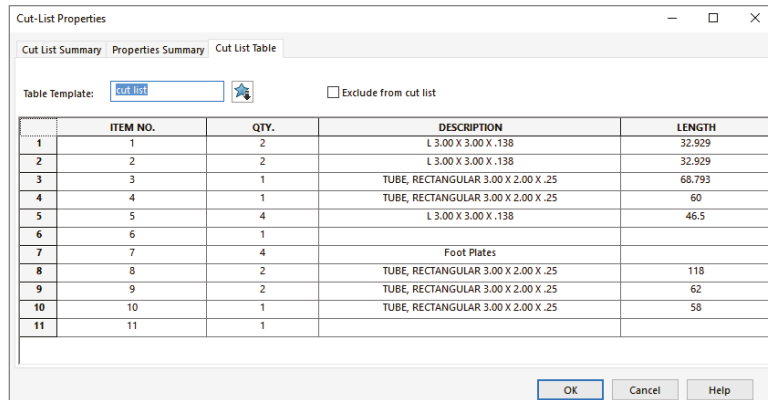 Cut-List Properties
Cut List Summary Properties Summary Cut List Table
Table Template: cut list Exclude from cut list
ITEM NO. QTY. DESCRIPTION LENGTH
1 1 2 L 3.00 X 3.00 X .138 32.929
2 2 2 L 3.00 X 3.00 X .138 32.929
3 3 1 TUBE, RECTANGULAR 3.00 X 2.00 X .25 68.793
4 4 1 TUBE, RECTANGULAR 3.00 X 2.00 X .25 60
5 5 4 L 3.00 X 3.00 X .138 46.5
6 6 1
7 7 4 Foot Plates
8 8 2 TUBE, RECTANGULAR 3.00 X 2.00 X .25 118
9 9 2 TUBE, RECTANGULAR 3.00 X 2.00 X .25 62
10 10 1 TUBE, RECTANGULAR 3.00 X 2.00 X .25 58
11 11 1
OK Cancel Help